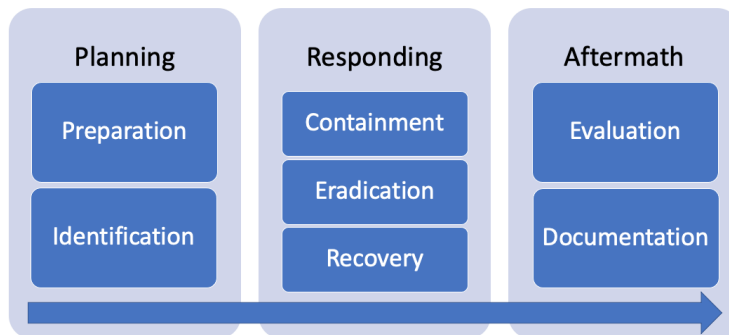 Planning
Preparation
Identification
Responding
Containment
Eradication
Recovery
Aftermath
Evaluation
Documentation